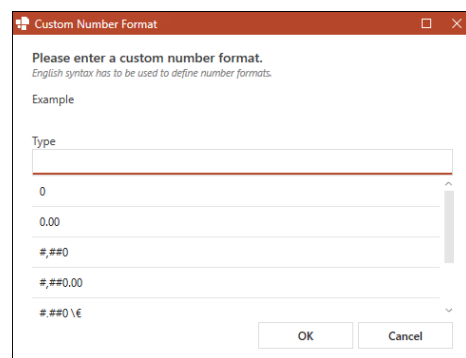 Custom Number Format
Please enter a custom number format.
English syntax has to be used to define number formats.
Example
Type
0
0.00
#,##0
#,##0.00
#,##0 \€
OK
Cancel